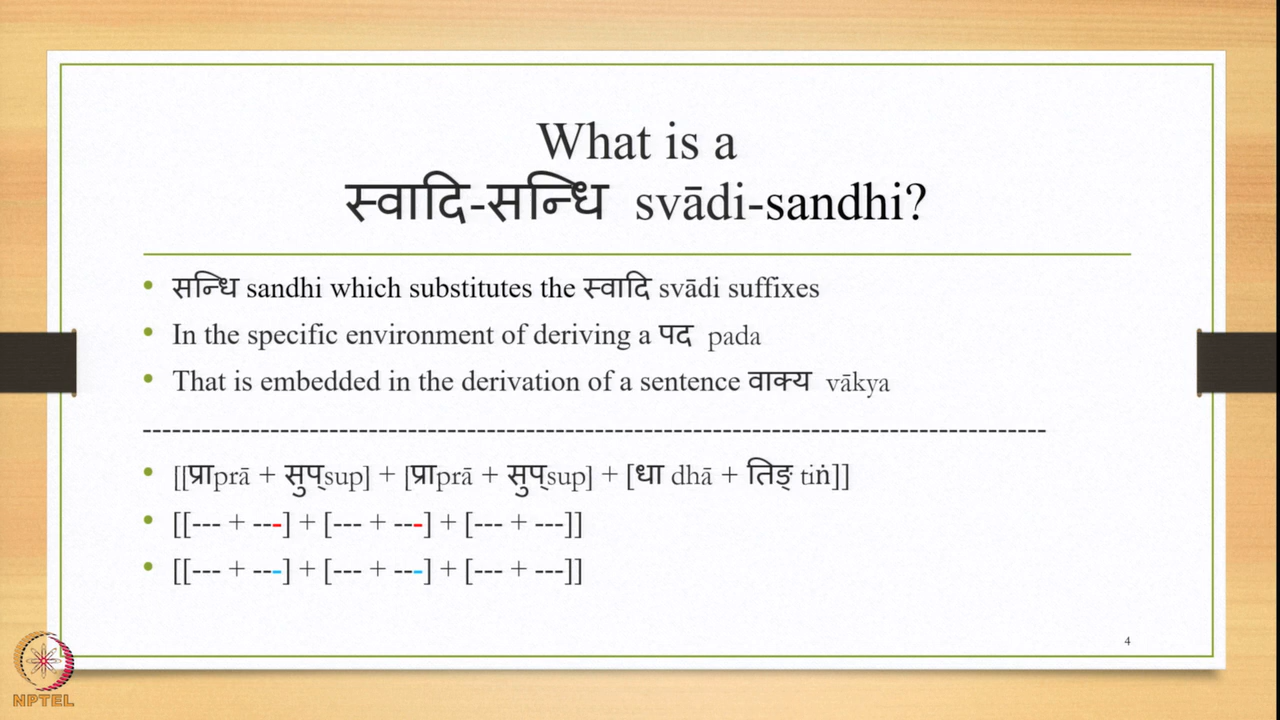 What is a
स्वादि-सन्धि svādi-sandhi?
• सन्धि sandhi which substitutes the स्वादि svādi suffixes
• In the specific environment of deriving a पद pada
• That is embedded in the derivation of a sentence वाक्य vākya
------------------------------------------------------------------------------------------
• [[प्राprā + सुप्sup] + [प्राprā + सुप्sup] + [धा dhā + तिङ् tiṅ]]
• [[--- + ---] + [--- + ---] + [--- + ---]]
• [[--- + ---] + [--- + ---] + [--- + ---]]
4
NPTEL